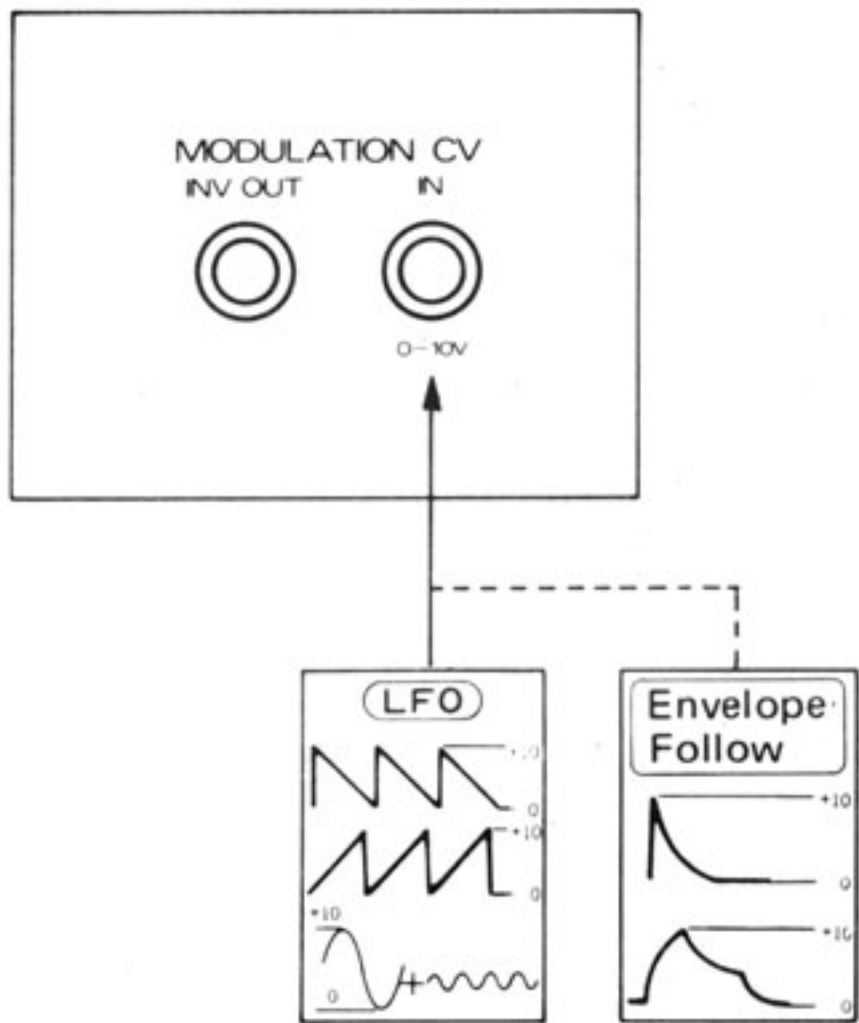 MODULATION CV
INV OUT IN
0-10V
LFO
+10
0
+10
0
+10
0
+
Envelope
Follow
+10
0
+10
0